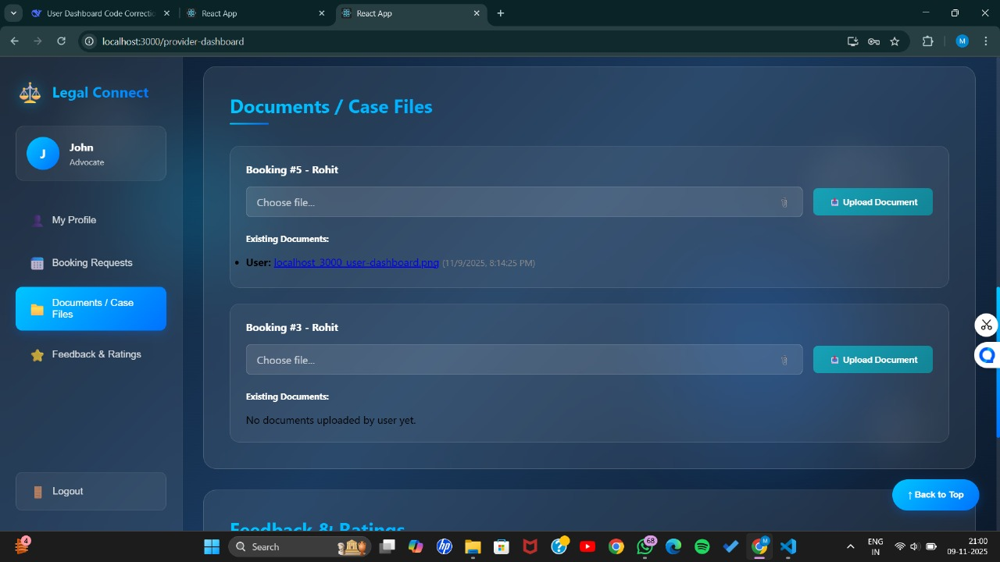 User Dashboard Code Correctio
React App
React App
localhost:3000/provider-dashboard
M
Legal Connect
J
John
Advocate
My Profile
Booking Requests
Documents / Case
Files
Feedback & Ratings
Logout
Documents / Case Files
Booking #5 - Rohit
Choose file...
Upload Document
Existing Documents:
• User: localhost_3000_user-dashboard.png (11/9/2025, 8:14:25 PM)
Booking #3 - Rohit
Choose file...
Upload Document
Existing Documents:
No documents uploaded by user yet.
↑ Back to Top
Feedback & Ratings
4
Search
hp
68
M
ENG
IN
21:00
09-11-2025